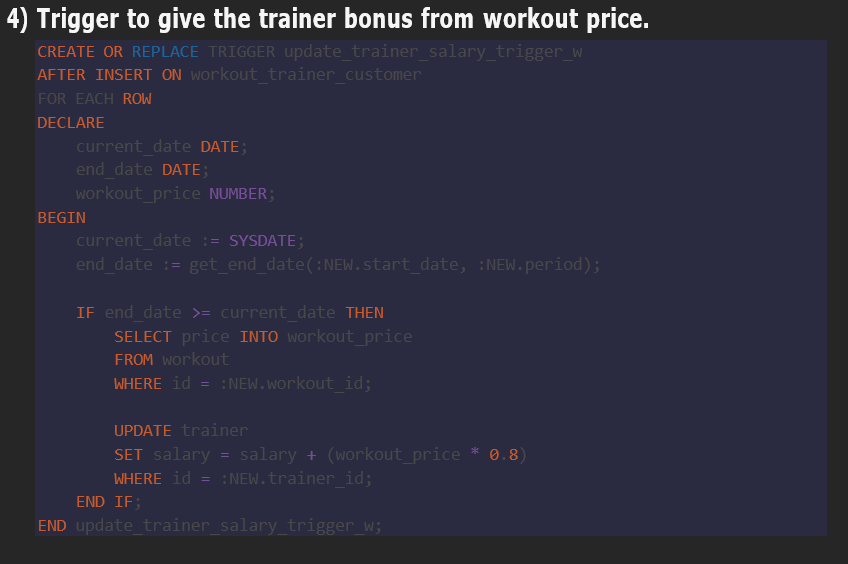 4) Trigger to give the trainer bonus from workout price.
CREATE OR REPLACE TRIGGER update_trainer_salary_trigger_w
AFTER INSERT ON workout_trainer_customer
FOR EACH ROW
DECLARE
    current_date DATE;
    end_date DATE;
    workout_price NUMBER;
BEGIN
    current_date := SYSDATE;
    end_date := get_end_date(:NEW.start_date, :NEW.period);
    IF end_date >= current_date THEN
        SELECT price INTO workout_price
        FROM workout
        WHERE id = :NEW.workout_id;
        UPDATE trainer
        SET salary = salary + (workout_price * 0.8)
        WHERE id = :NEW.trainer_id;
    END IF;
END update_trainer_salary_trigger_w;